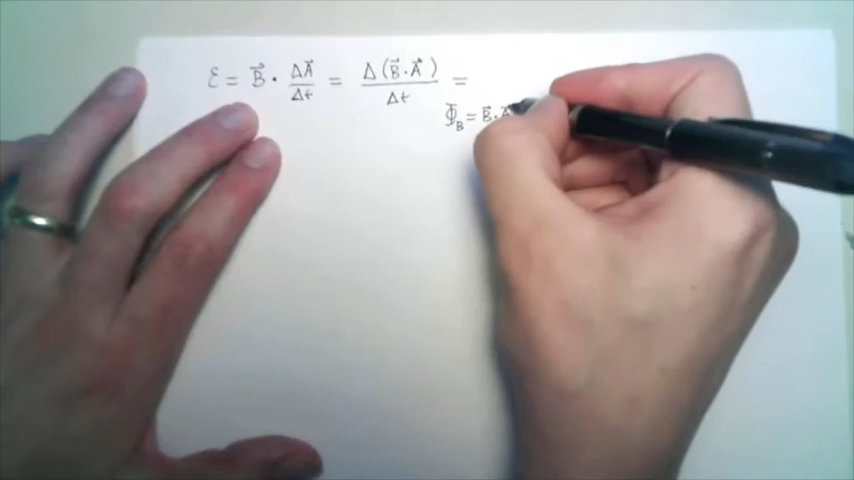 ε = B⃗ · ΔA⃗/Δt = Δ(B⃗·A⃗)/Δt =
Φ_B = B⃗·A⃗